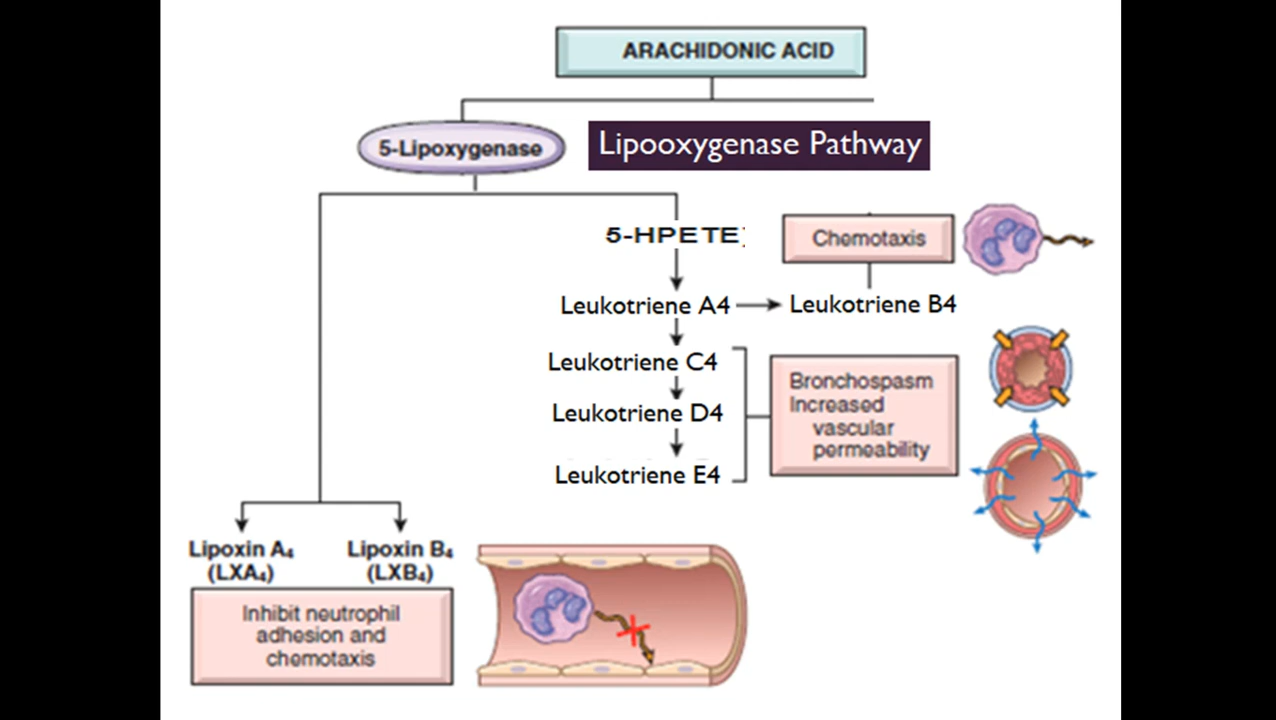 ARACHIDONIC ACID
5-Lipoxygenase
Lipooxygenase Pathway
5-HPETE
Chemotaxis
Leukotriene A4
Leukotriene B4
Leukotriene C4
Bronchospasm
Increased
vascular
permeability
Leukotriene D4
Leukotriene E4
Lipoxin A₄
(LXA₄)
Lipoxin B₄
(LXB₄)
Inhibit neutrophil
adhesion and
chemotaxis